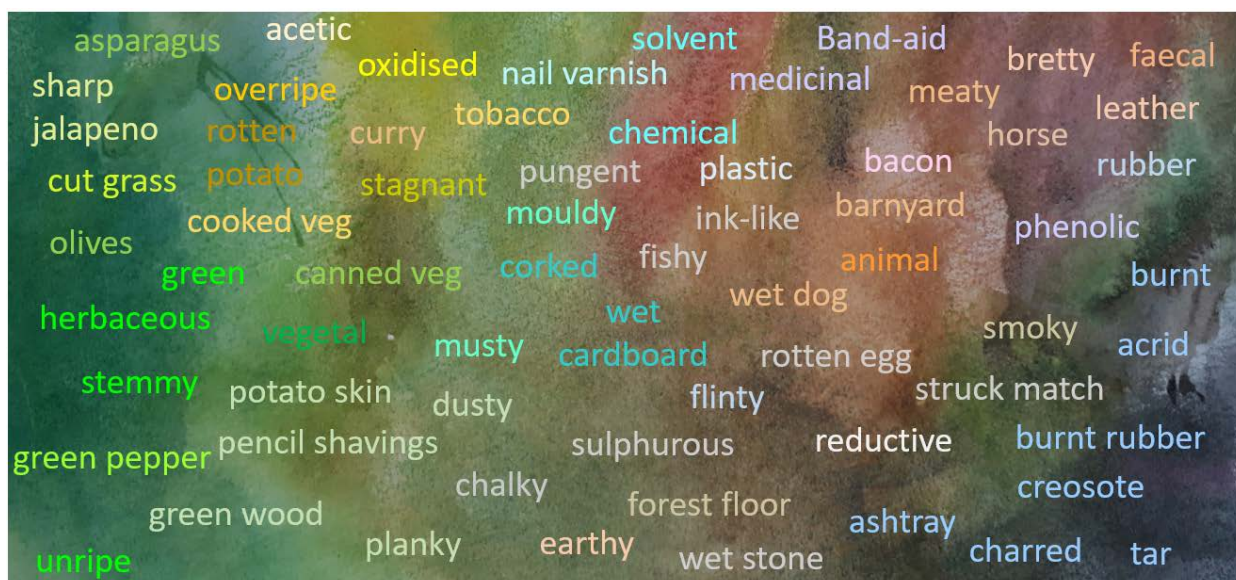 asparagus
acetic
solvent
Band-aid
bretty
faecal
oxidised
nail varnish
medicinal
sharp
overripe
meaty
leather
tobacco
jalapeno
rotten
potato
curry
chemical
horse
bacon
rubber
pungent
plastic
cut grass
stagnant
mouldy
ink-like
barnyard
cooked veg
phenolic
olives
fishy
animal
green
canned veg
corked
burnt
wet dog
herbaceous
wet
cardboard
vegetal
smoky
musty
rotten egg
acrid
stemmy
potato skin
struck match
dusty
flinty
pencil shavings
sulphurous
reductive
burnt rubber
green pepper
chalky
creosote
forest floor
green wood
ashtray
planky
earthy
wet stone
charred
tar
unripe